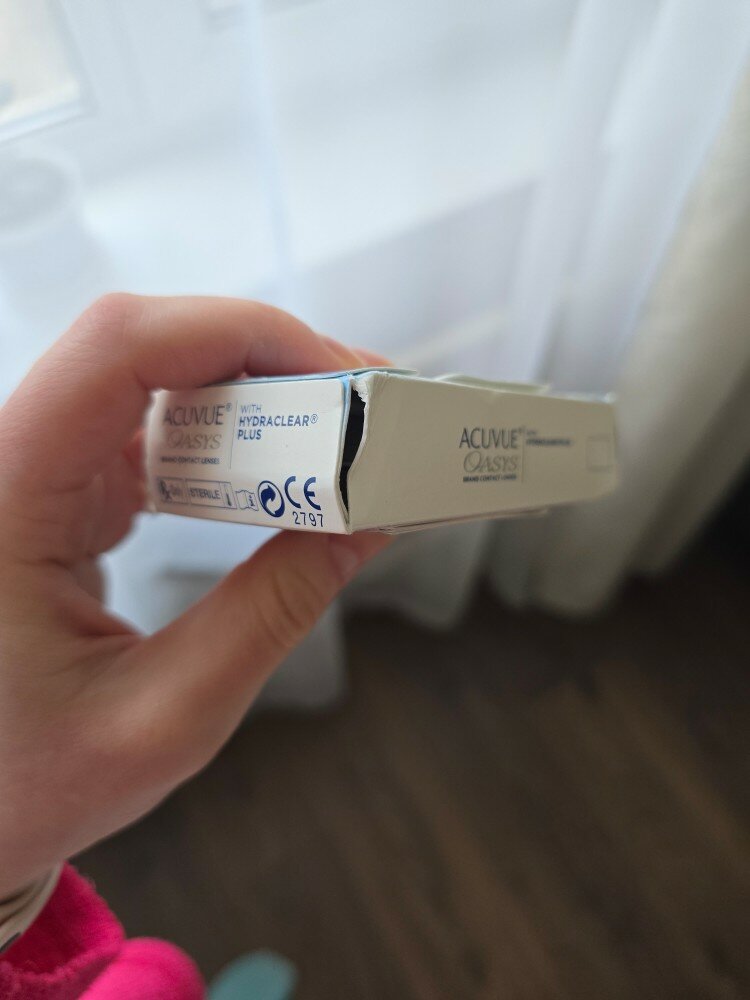 ACUVUE®
OASYS
BRAND CONTACT LENSES
WITH
HYDRACLEAR®
PLUS
STERILE
CE
2797
ACUVUE®
OASYS
BRAND CONTACT LENSES